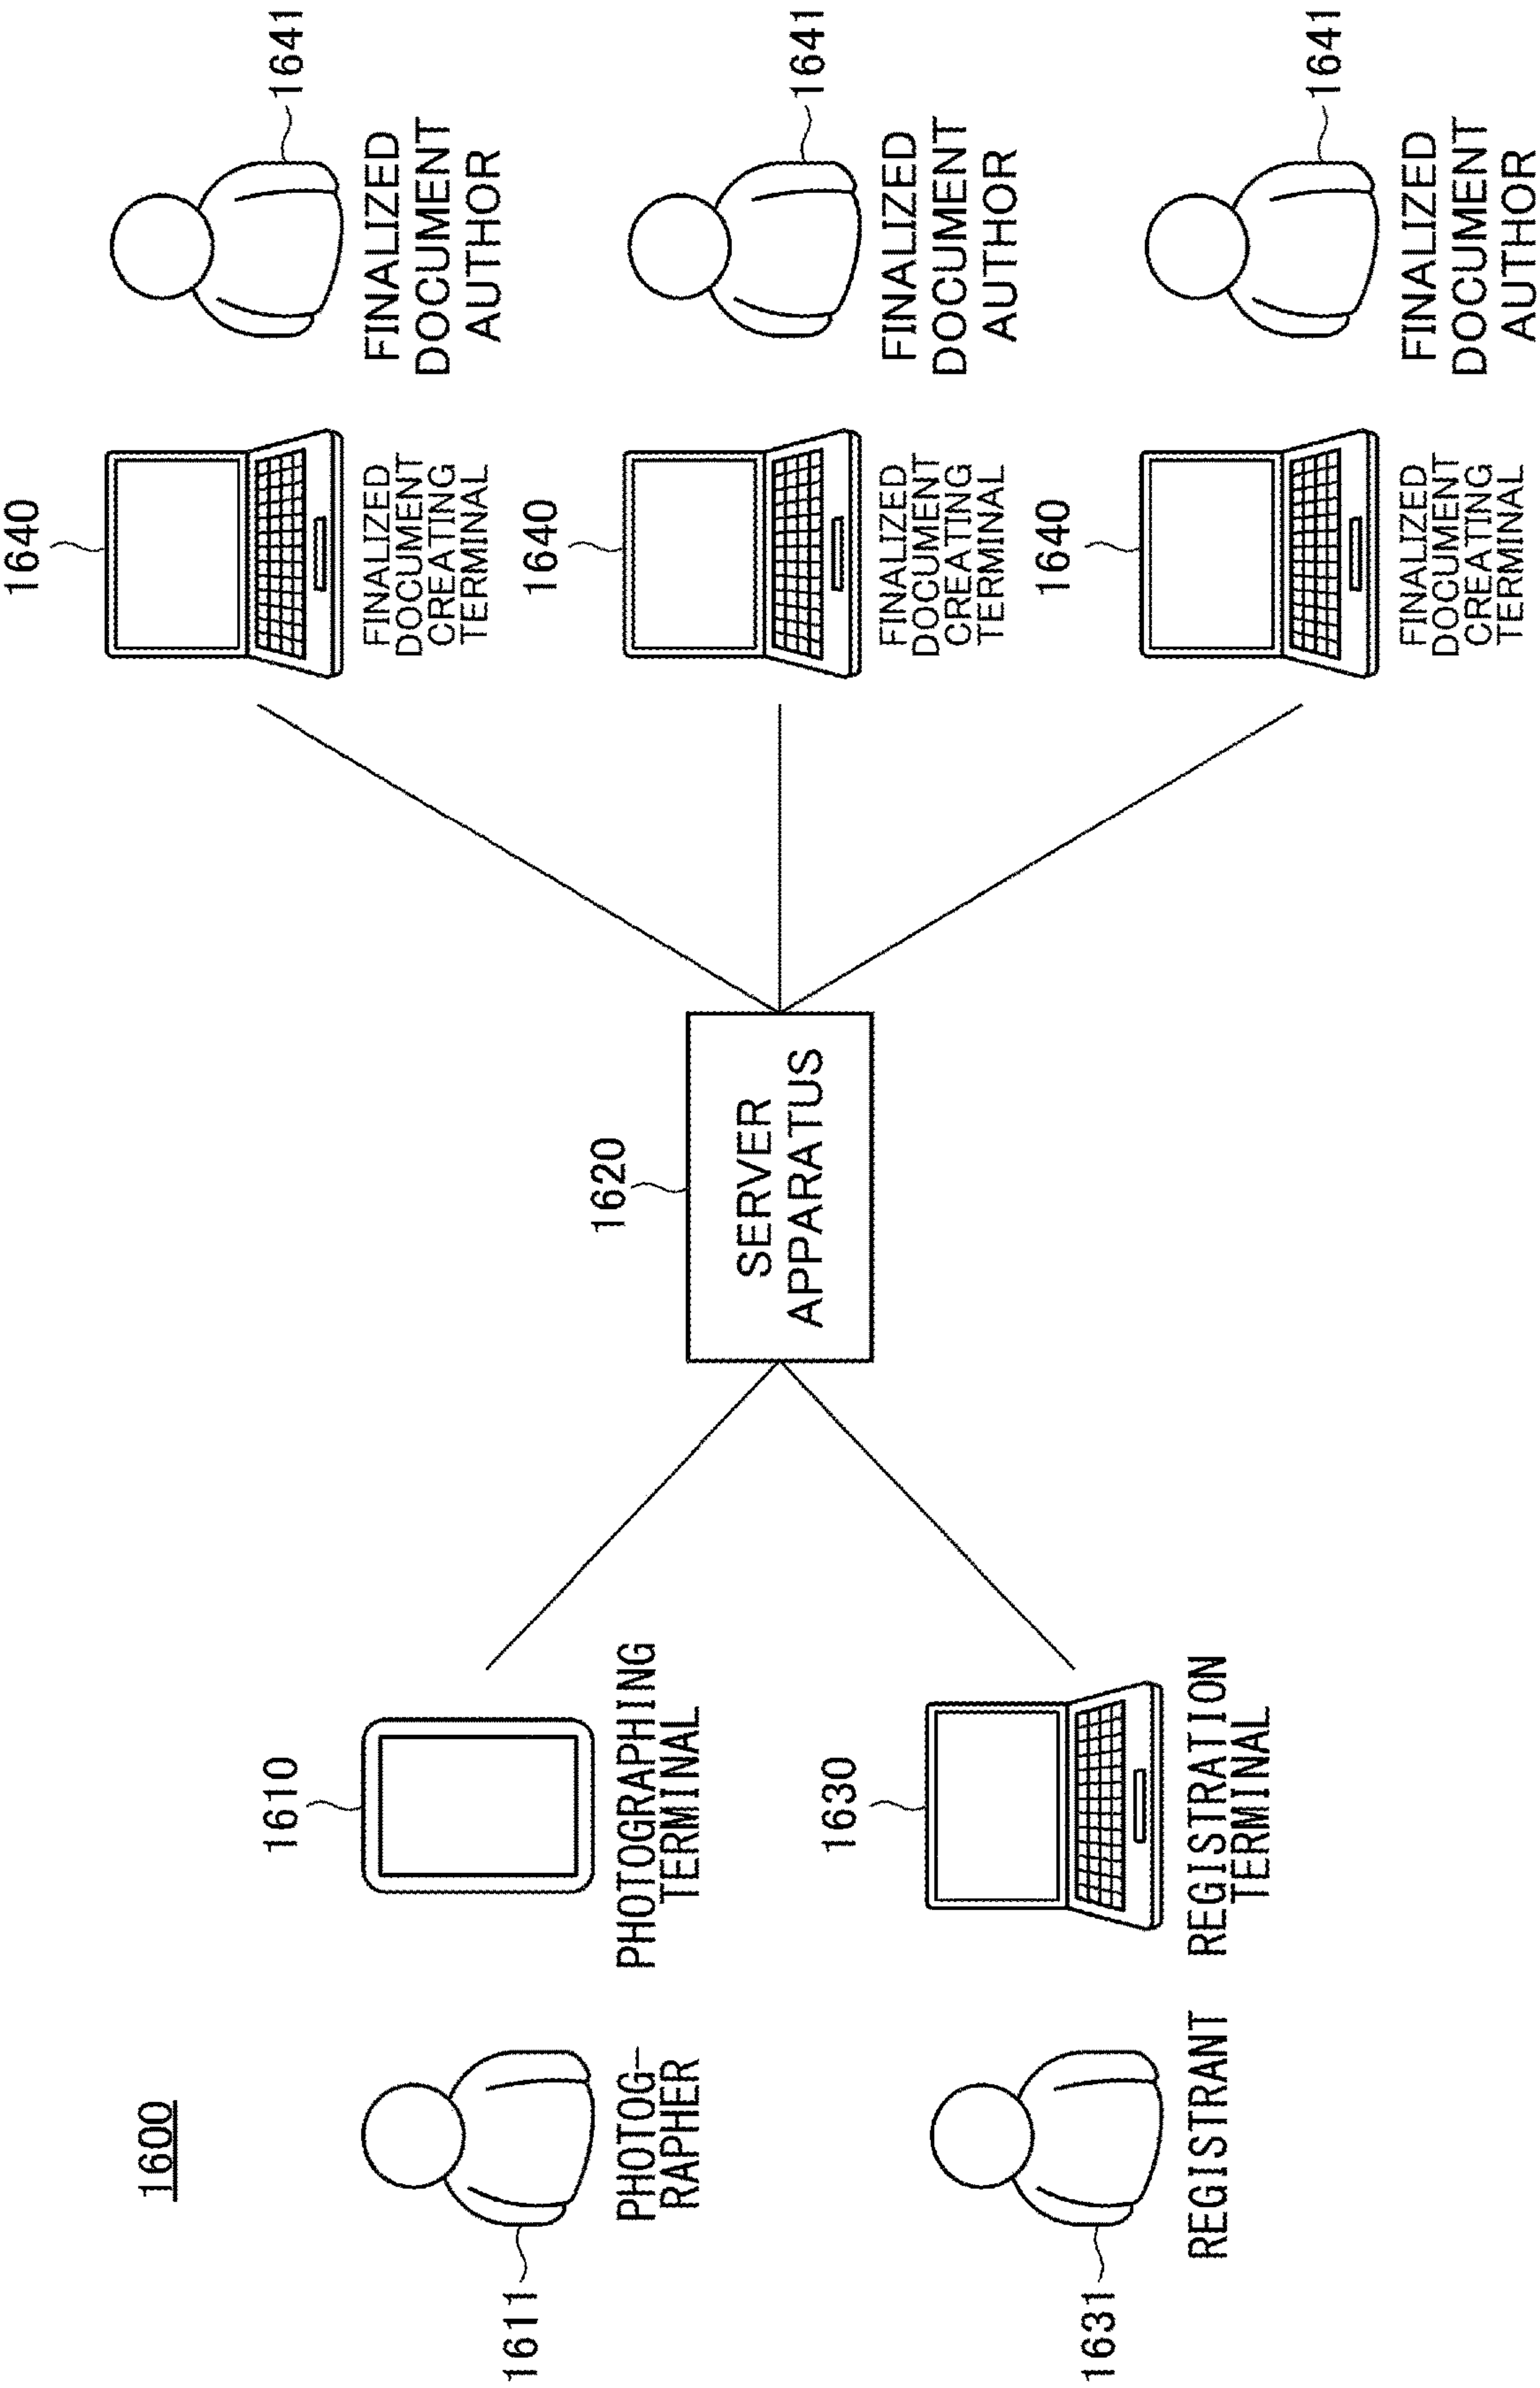 1600
1611
PHOTOG-
RAPHER
1610
PHOTOGRAPHING
TERMINAL
1631
REGISTRANT
1630
REGISTRATION
TERMINAL
1620
SERVER
APPARATUS
1640
FINALIZED
DOCUMENT
CREATING
TERMINAL
1641
FINALIZED
DOCUMENT
AUTHOR
1640
FINALIZED
DOCUMENT
CREATING
TERMINAL
1641
FINALIZED
DOCUMENT
AUTHOR
1640
FINALIZED
DOCUMENT
CREATING
TERMINAL
1641
FINALIZED
DOCUMENT
AUTHOR